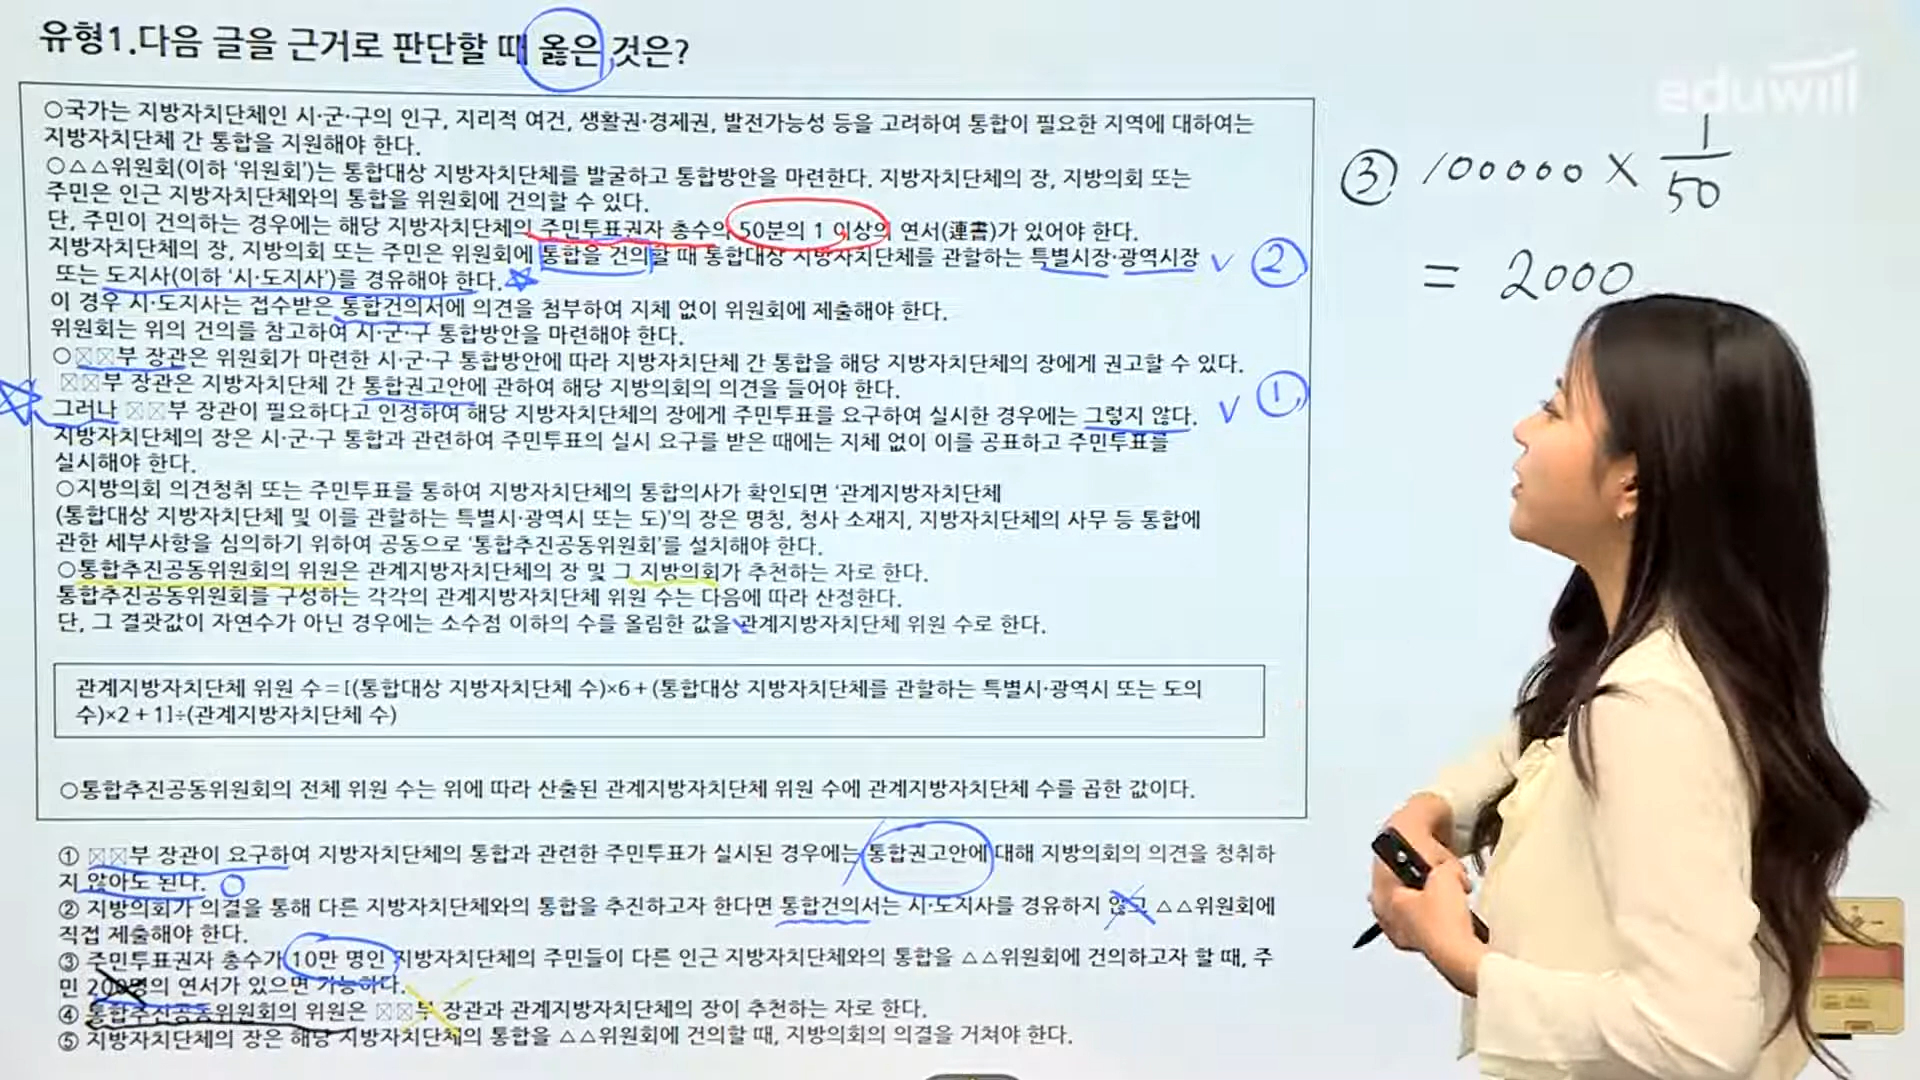 유형1.다음 글을 근거로 판단할 때 옳은 것은?
eduwill
○국가는 지방자치단체인 시·군·구의 인구, 지리적 여건, 생활권·경제권, 발전가능성 등을 고려하여 통합이 필요한 지역에 대하여는
지방자치단체 간 통합을 지원해야 한다.
○△△위원회(이하 ‘위원회’)는 통합대상 지방자치단체를 발굴하고 통합방안을 마련한다. 지방자치단체의 장, 지방의회 또는
주민은 인근 지방자치단체와의 통합을 위원회에 건의할 수 있다.
단, 주민이 건의하는 경우에는 해당 지방자치단체의 주민투표권자 총수의 50분의 1 이상의 연서(連書)가 있어야 한다.
지방자치단체의 장, 지방의회 또는 주민은 위원회에 통합을 건의할 때 통합대상 지방자치단체를 관할하는 특별시장·광역시장
또는 도지사(이하 ‘시·도지사’)를 경유해야 한다.
이 경우 시·도지사는 접수받은 통합건의서에 의견을 첨부하여 지체 없이 위원회에 제출해야 한다.
위원회는 위의 건의를 참고하여 시·군·구 통합방안을 마련해야 한다.
○☒☒부 장관은 위원회가 마련한 시·군·구 통합방안에 따라 지방자치단체 간 통합을 해당 지방자치단체의 장에게 권고할 수 있다.
☒☒부 장관은 지방자치단체 간 통합권고안에 관하여 해당 지방의회의 의견을 들어야 한다.
그러나 ☒☒부 장관이 필요하다고 인정하여 해당 지방자치단체의 장에게 주민투표를 요구하여 실시한 경우에는 그렇지 않다.
지방자치단체의 장은 시·군·구 통합과 관련하여 주민투표의 실시 요구를 받은 때에는 지체 없이 이를 공표하고 주민투표를
실시해야 한다.
○지방의회 의견청취 또는 주민투표를 통하여 지방자치단체의 통합의사가 확인되면 ‘관계지방자치단체
(통합대상 지방자치단체 및 이를 관할하는 특별시·광역시 또는 도)’의 장은 명칭, 청사 소재지, 지방자치단체의 사무 등 통합에
관한 세부사항을 심의하기 위하여 공동으로 ‘통합추진공동위원회’를 설치해야 한다.
○통합추진공동위원회의 위원은 관계지방자치단체의 장 및 그 지방의회가 추천하는 자로 한다.
통합추진공동위원회를 구성하는 각각의 관계지방자치단체 위원 수는 다음에 따라 산정한다.
단, 그 결괏값이 자연수가 아닌 경우에는 소수점 이하의 수를 올림한 값을 관계지방자치단체 위원 수로 한다.
관계지방자치단체 위원 수=[(통합대상 지방자치단체 수)×6+(통합대상 지방자치단체를 관할하는 특별시·광역시 또는 도의
수)×2+1]÷(관계지방자치단체 수)
○통합추진공동위원회의 전체 위원 수는 위에 따라 산출된 관계지방자치단체 위원 수에 관계지방자치단체 수를 곱한 값이다.
① ☒☒부 장관이 요구하여 지방자치단체의 통합과 관련한 주민투표가 실시된 경우에는 통합권고안에 대해 지방의회의 의견을 청취하
지 않아도 된다. ○
② 지방의회가 의결을 통해 다른 지방자치단체와의 통합을 추진하고자 한다면 통합건의서는 시·도지사를 경유하지 않고 △△위원회에
직접 제출해야 한다.
③ 주민투표권자 총수가 10만 명인 지방자치단체의 주민들이 다른 인근 지방자치단체와의 통합을 △△위원회에 건의하고자 할 때, 주
민 200명의 연서가 있으면 가능하다.
④ 통합추진공동위원회의 위원은 ☒☒부 장관과 관계지방자치단체의 장이 추천하는 자로 한다.
⑤ 지방자치단체의 장은 해당 지방자치단체의 통합을 △△위원회에 건의할 때, 지방의회의 의결을 거쳐야 한다.
②
①
③ 100000 × 1/50
= 2000